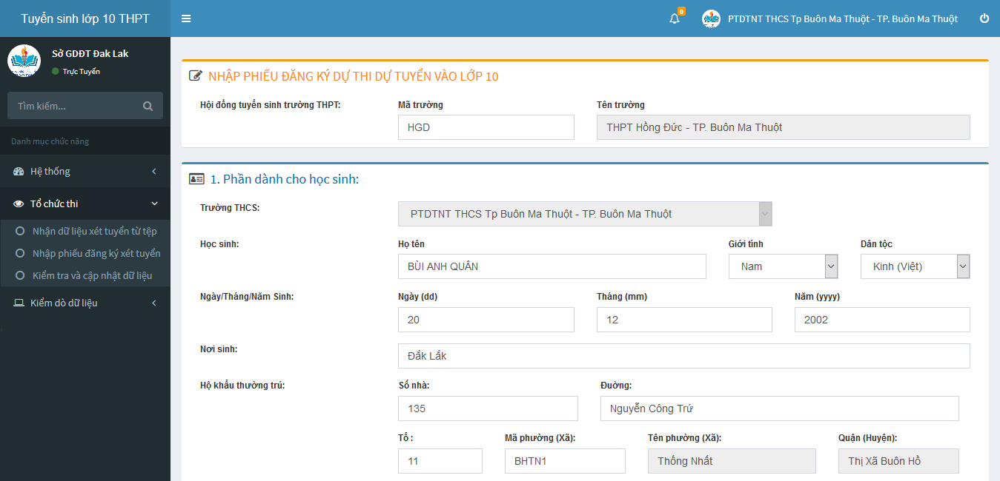 Tuyển sinh lớp 10 THPT
0
PTDTNT THCS Tp Buôn Ma Thuột - TP. Buôn Ma Thuột
Sở GDĐT Đak Lak
Trực Tuyến
Tìm kiếm...
Danh mục chức năng
Hệ thống
Tổ chức thi
Nhận dữ liệu xét tuyển từ tệp
Nhập phiếu đăng ký xét tuyển
Kiểm tra và cập nhật dữ liệu
Kiểm dò dữ liệu
NHẬP PHIẾU ĐĂNG KÝ DỰ THI DỰ TUYỂN VÀO LỚP 10
Hội đồng tuyển sinh trường THPT: Mã trường Tên trường
HGD THPT Hồng Đức - TP. Buôn Ma Thuột
1. Phần dành cho học sinh:
Trường THCS:
PTDTNT THCS Tp Buôn Ma Thuột - TP. Buôn Ma Thuột
Học sinh: Họ tên Giới tính Dân tộc
BÙI ANH QUÂN Nam Kinh (Việt)
Ngày/Tháng/Năm Sinh: Ngày (dd) Tháng (mm) Năm (yyyy)
20 12 2002
Nơi sinh:
Đắk Lắk
Hộ khẩu thường trú: Số nhà: Đường:
135 Nguyễn Công Trứ
Tổ : Mã phường (Xã): Tên phường (Xã): Quận (Huyện):
11 BHTN1 Thống Nhất Thị Xã Buôn Hồ